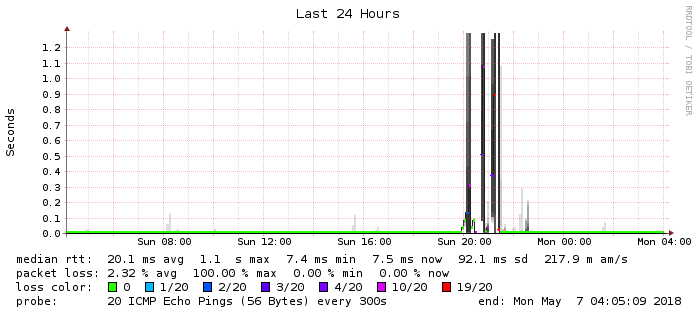 Last 24 Hours
RRDTOOL / TOBI OETIKER
Seconds
1.2
1.1
1.0
0.9
0.8
0.7
0.6
0.5
0.4
0.3
0.2
0.1
0.0
Sun 08:00 Sun 12:00 Sun 16:00 Sun 20:00 Mon 00:00 Mon 04:00
median rtt: 20.1 ms avg 1.1 s max 7.4 ms min 7.5 ms now 92.1 ms sd 217.9 m am/s
packet loss: 2.32 % avg 100.00 % max 0.00 % min 0.00 % now
loss color: 0 1/20 2/20 3/20 4/20 10/20 19/20
probe: 20 ICMP Echo Pings (56 Bytes) every 300s end: Mon May 7 04:05:09 2018